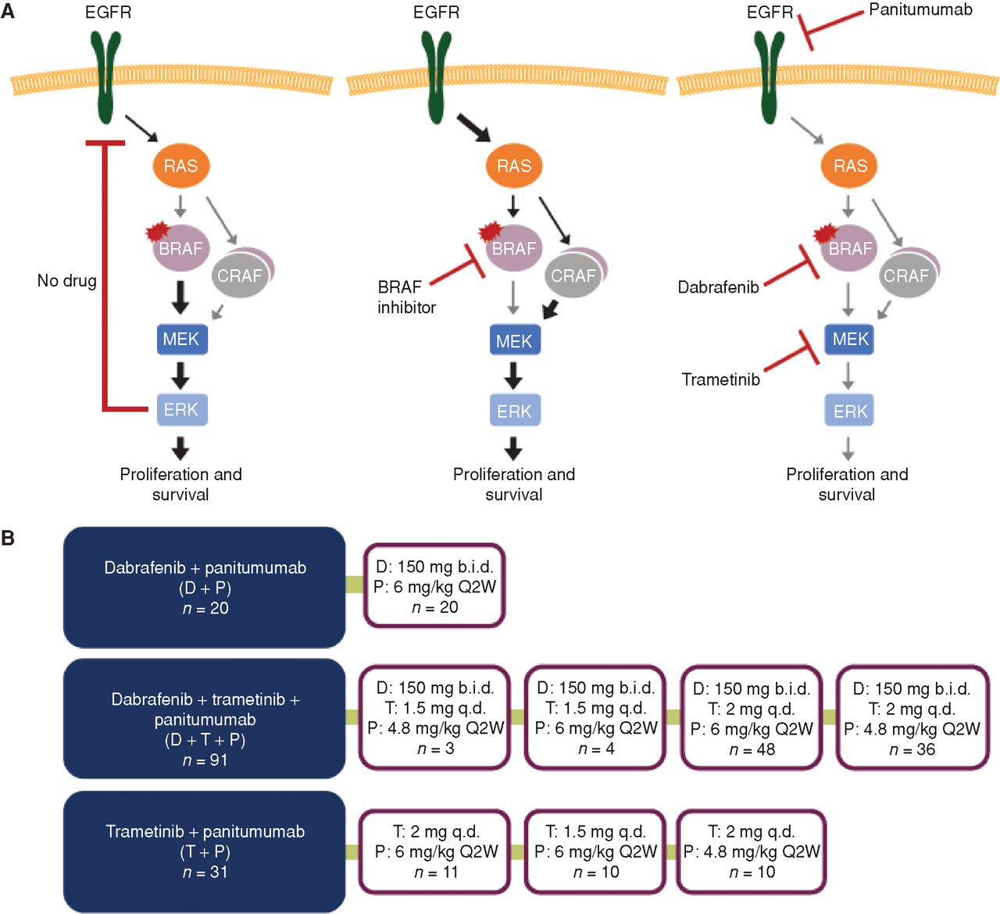 A
EGFR
RAS
BRAF
CRAF
No drug
MEK
ERK
Proliferation and
survival
EGFR
RAS
BRAF
CRAF
BRAF
inhibitor
MEK
ERK
Proliferation and
survival
EGFR
Panitumumab
RAS
BRAF
CRAF
Dabrafenib
MEK
Trametinib
ERK
Proliferation and
survival
B
Dabrafenib + panitumumab
(D + P)
n = 20
D: 150 mg b.i.d.
P: 6 mg/kg Q2W
n = 20
Dabrafenib + trametinib +
panitumumab
(D + T + P)
n = 91
D: 150 mg b.i.d.
T: 1.5 mg q.d.
P: 4.8 mg/kg Q2W
n = 3
D: 150 mg b.i.d.
T: 1.5 mg q.d.
P: 6 mg/kg Q2W
n = 4
D: 150 mg b.i.d.
T: 2 mg q.d.
P: 6 mg/kg Q2W
n = 48
D: 150 mg b.i.d.
T: 2 mg q.d.
P: 4.8 mg/kg Q2W
n = 36
Trametinib + panitumumab
(T + P)
n = 31
T: 2 mg q.d.
P: 6 mg/kg Q2W
n = 11
T: 1.5 mg q.d.
P: 6 mg/kg Q2W
n = 10
T: 2 mg q.d.
P: 4.8 mg/kg Q2W
n = 10